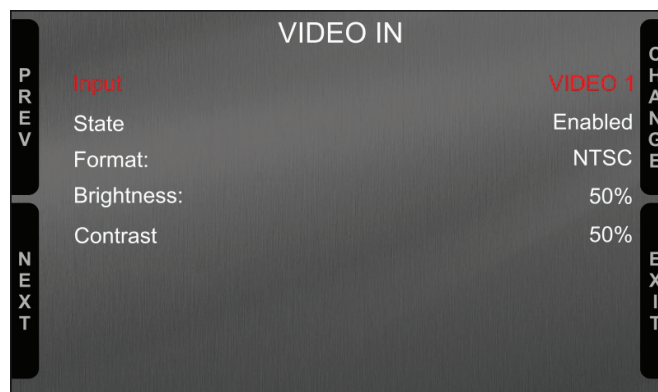 VIDEO IN
PREV
CHANGE
Input VIDEO 1
State Enabled
Format: NTSC
Brightness: 50%
Contrast 50%
NEXT
EXIT